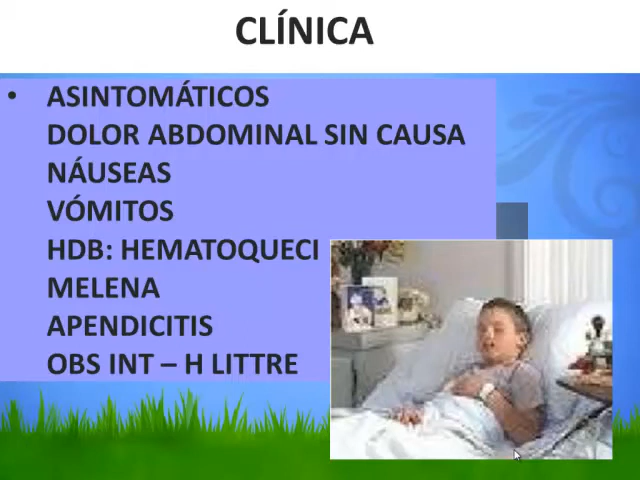 CLÍNICA
• ASINTOMÁTICOS
DOLOR ABDOMINAL SIN CAUSA
NÁUSEAS
VÓMITOS
HDB: HEMATOQUECI
MELENA
APENDICITIS
OBS INT – H LITTRE